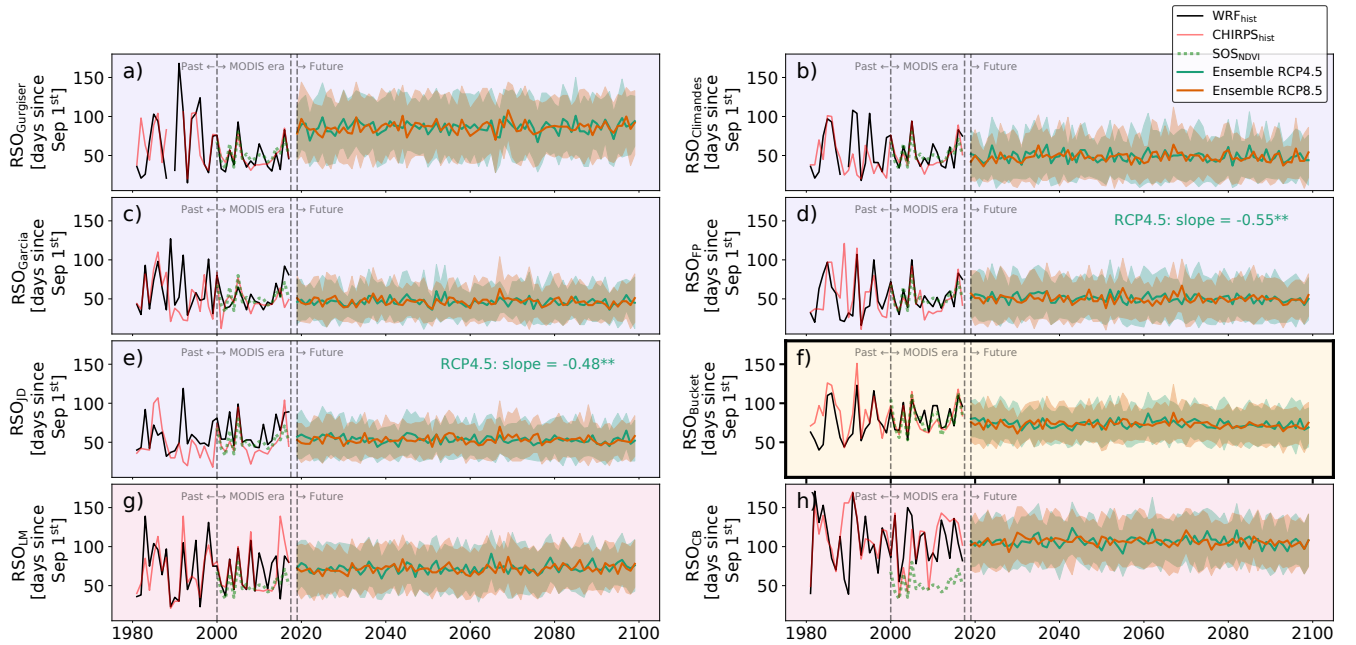 WRFhist
CHIRPShist
SOSNDVI
Ensemble RCP4.5
Ensemble RCP8.5
a)
Past ←
→ MODIS era
→ Future
RSOGurgiser
[days since
Sep 1st]
150
100
50
b)
Past ←
→ MODIS era
→ Future
RSOClimandes
[days since
Sep 1st]
150
100
50
c)
Past ←
→ MODIS era
→ Future
RSOGarcia
[days since
Sep 1st]
150
100
50
d)
Past ←
→ MODIS era
→ Future
RCP4.5: slope = -0.55**
RSOFP
[days since
Sep 1st]
150
100
50
e)
Past ←
→ MODIS era
→ Future
RCP4.5: slope = -0.48**
RSOJD
[days since
Sep 1st]
150
100
50
f)
Past ←
→ MODIS era
→ Future
RSOBucket
[days since
Sep 1st]
150
100
50
g)
Past ←
→ MODIS era
→ Future
RSOLM
[days since
Sep 1st]
150
100
50
1980 2000 2020 2040 2060 2080 2100
h)
Past ←
→ MODIS era
→ Future
RSOCB
[days since
Sep 1st]
150
100
50
1980 2000 2020 2040 2060 2080 2100